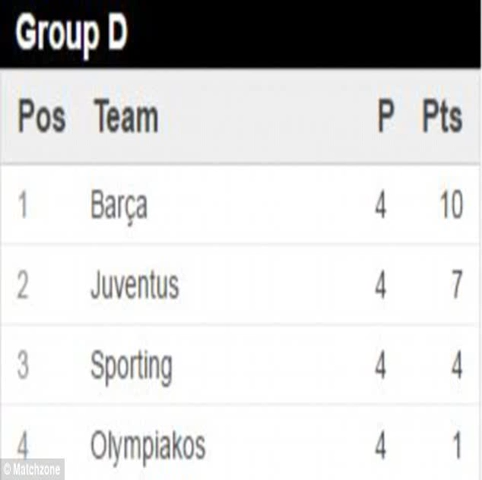 Group D
Pos Team P Pts
1 Barça 4 10
2 Juventus 4 7
3 Sporting 4 4
4 Olympiakos 4 1
© Matchzone